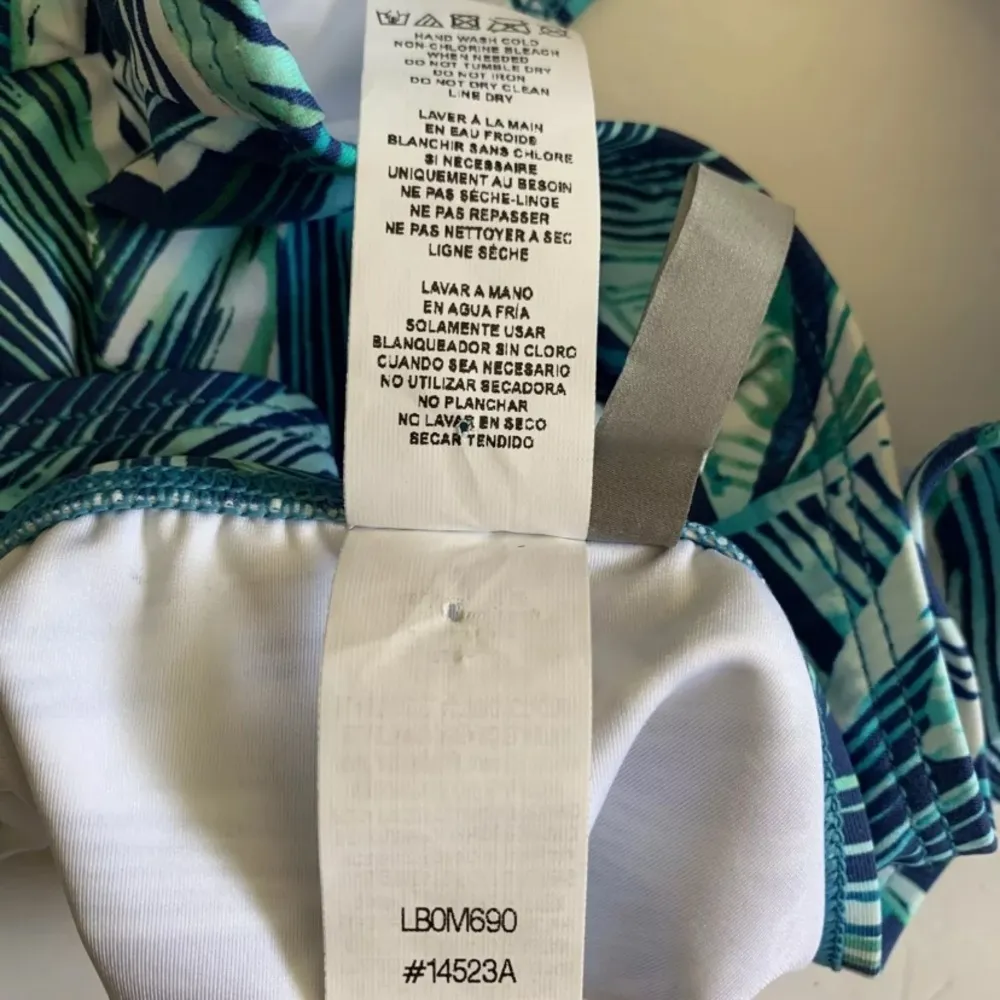 HAND WASH COLD
NON-CHLORINE BLEACH
WHEN NEEDED
DO NOT TUMBLE DRY
DO NOT IRON
DO NOT DRY CLEAN
LINE DRY
LAVER À LA MAIN
EN EAU FROIDE
BLANCHIR SANS CHLORE
SI NÉCESSAIRE
UNIQUEMENT AU BESOIN
NE PAS SÈCHE-LINGE
NE PAS REPASSER
NE PAS NETTOYER A SEC
LIGNE SÈCHE
LAVAR A MANO
EN AGUA FRÍA
SOLAMENTE USAR
BLANQUEADOR SIN CLORO
CUANDO SEA NECESARIO
NO UTILIZAR SECADORA
NO PLANCHAR
NO LAVAR EN SECO
SECAR TENDIDO
LB0M690
#14523A